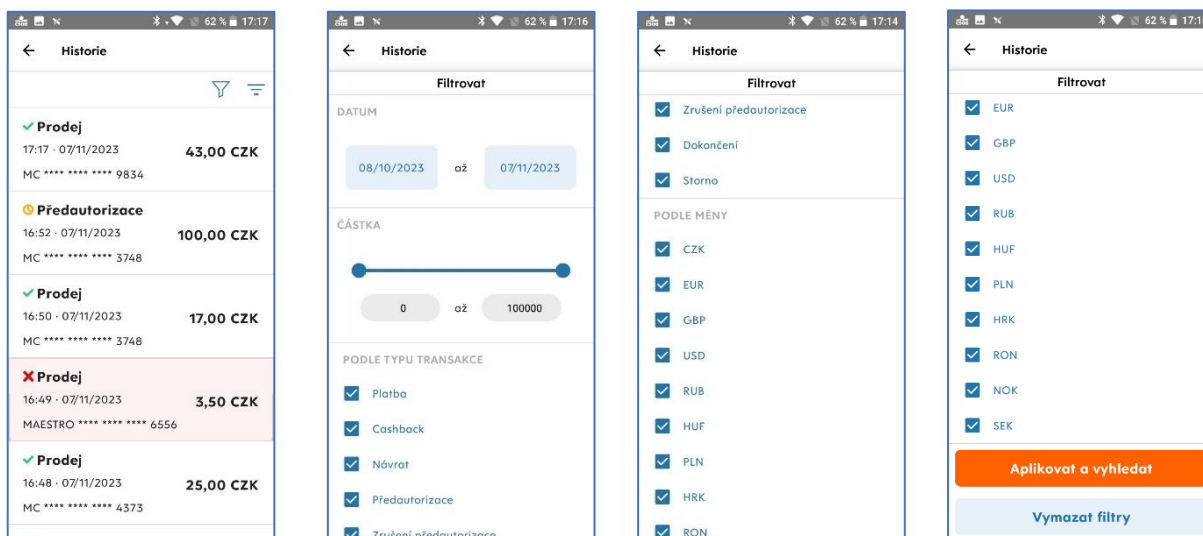 62 % 17:17
Historie
Prodej
17:17 · 07/11/2023
43,00 CZK
MC **** **** **** 9834
Předautorizace
16:52 · 07/11/2023
100,00 CZK
MC **** **** **** 3748
Prodej
16:50 · 07/11/2023
17,00 CZK
MC **** **** **** 3748
Prodej
16:49 · 07/11/2023
3,50 CZK
MAESTRO **** **** **** 6556
Prodej
16:48 · 07/11/2023
25,00 CZK
MC **** **** **** 4373
62 % 17:16
Historie
Filtrovat
DATUM
08/10/2023 až 07/11/2023
ČÁSTKA
0 až 100000
PODLE TYPU TRANSAKCE
Platba
Cashback
Návrat
Předautorizace
Zrušení předautorizace
62 % 17:14
Historie
Filtrovat
Zrušení předautorizace
Dokončení
Storno
PODLE MĚNY
CZK
EUR
GBP
USD
RUB
HUF
PLN
HRK
RON
62 %
Historie
Filtrovat
EUR
GBP
USD
RUB
HUF
PLN
HRK
RON
NOK
SEK
Aplikovat a vyhledat
Vymazat filtry